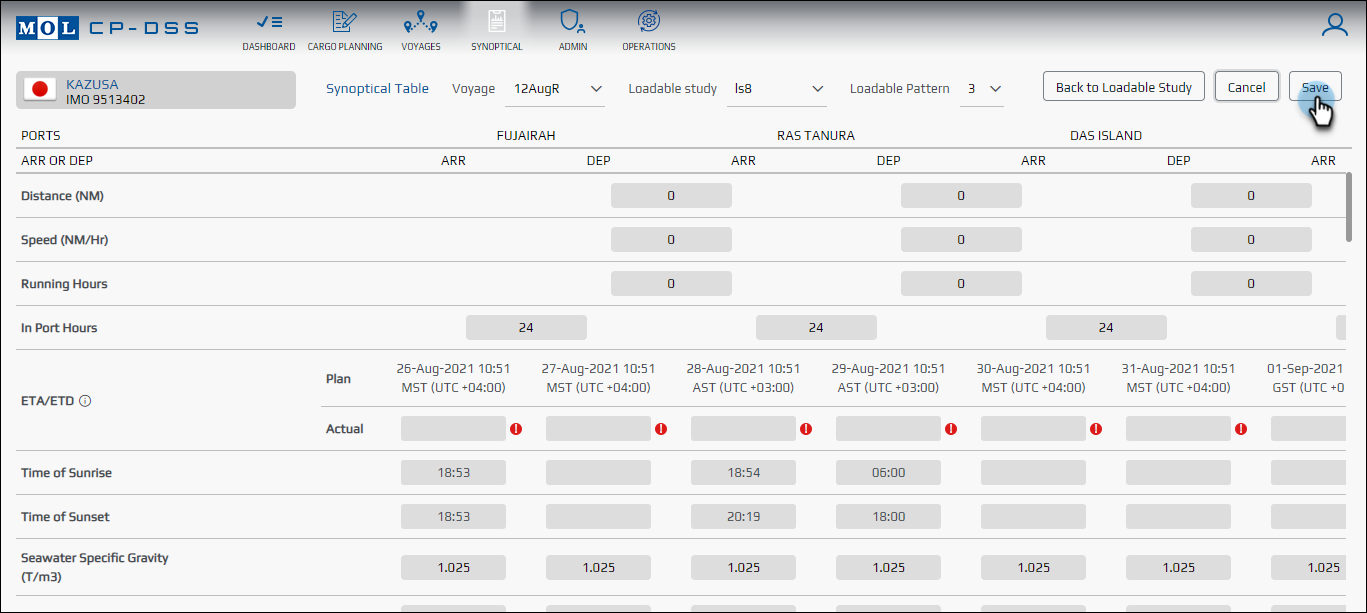 MOL CP-DSS
DASHBOARD CARGO PLANNING VOYAGES SYNOPTICAL ADMIN OPERATIONS
KAZUSA
IMO 9513402
Synoptical Table Voyage 12AugR Loadable study ls8 Loadable Pattern 3 Back to Loadable Study Cancel Save
PORTS FUJAIRAH RAS TANURA DAS ISLAND
ARR OR DEP ARR DEP ARR DEP ARR DEP ARR
Distance (NM) 0 0 0
Speed (NM/Hr) 0 0 0
Running Hours 0 0 0
In Port Hours 24 24 24
ETA/ETD
Plan 26-Aug-2021 10:51 27-Aug-2021 10:51 28-Aug-2021 10:51 29-Aug-2021 10:51 30-Aug-2021 10:51 31-Aug-2021 10:51 01-Sep-2021
MST (UTC +04:00) MST (UTC +04:00) AST (UTC +03:00) AST (UTC +03:00) MST (UTC +04:00) MST (UTC +04:00) GST (UTC +0
Actual
Time of Sunrise 18:53 18:54 06:00
Time of Sunset 18:53 20:19 18:00
Seawater Specific Gravity
(T/m3) 1.025 1.025 1.025 1.025 1.025 1.025 1.025